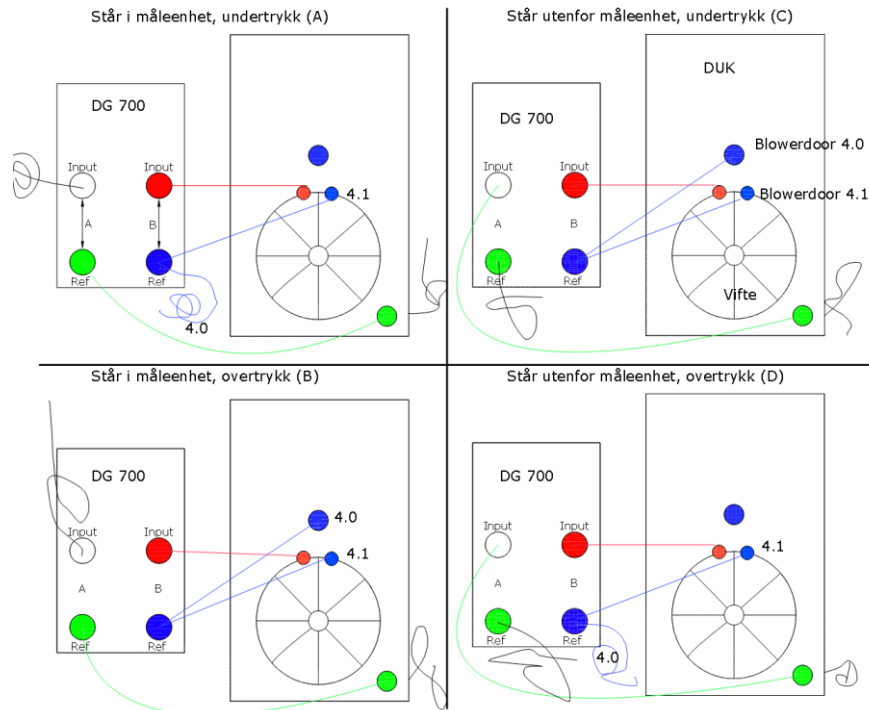 Står i måleenhet, undertrykk (A)
DG 700
Input
Input
4.1
A
B
Ref
Ref
4.0
Står utenfor måleenhet, undertrykk (C)
DUK
DG 700
Blowerdoor 4.0
Input
Input
Blowerdoor 4.1
A
B
Ref
Ref
Vifte
Står i måleenhet, overtrykk (B)
DG 700
4.0
Input
Input
4.1
A
B
Ref
Ref
Står utenfor måleenhet, overtrykk (D)
DG 700
Input
Input
4.1
A
B
Ref
Ref
4.0